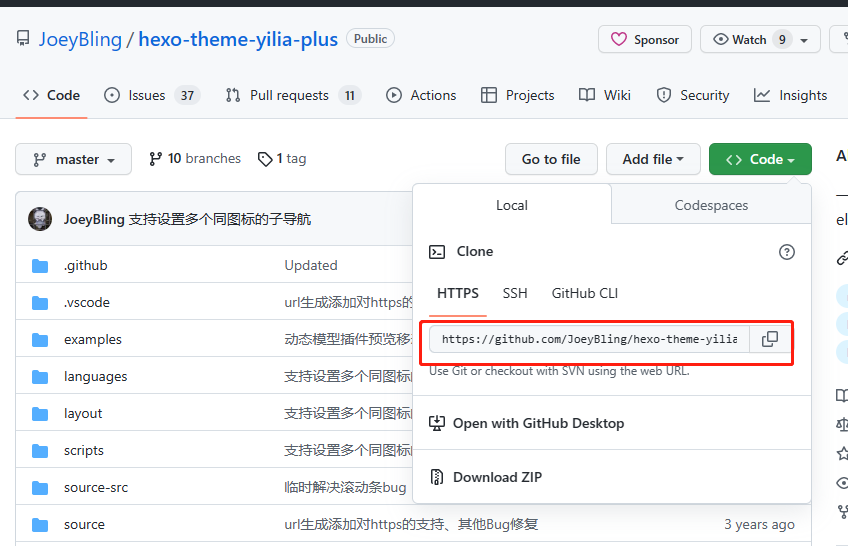 JoeyBling / hexo-theme-yilia-plus Public
Sponsor
Watch 9
Code
Issues 37
Pull requests 11
Actions
Projects
Wiki
Security
Insights
master
10 branches
1 tag
Go to file
Add file
Code
A
JoeyBling 支持设置多个同图标的子导航
Local
Codespaces
el
Clone
HTTPS
SSH
GitHub CLI
https://github.com/JoeyBling/hexo-theme-yilia
Use Git or checkout with SVN using the web URL.
Open with GitHub Desktop
Download ZIP
.github Updated
.vscode url生成添加对https的
examples 动态模型插件预览移
languages 支持设置多个同图标
layout 支持设置多个同图标
scripts 支持设置多个同图标
source-src 临时解决滚动条bug
source url生成添加对https的支持、其他Bug修复 3 years ago